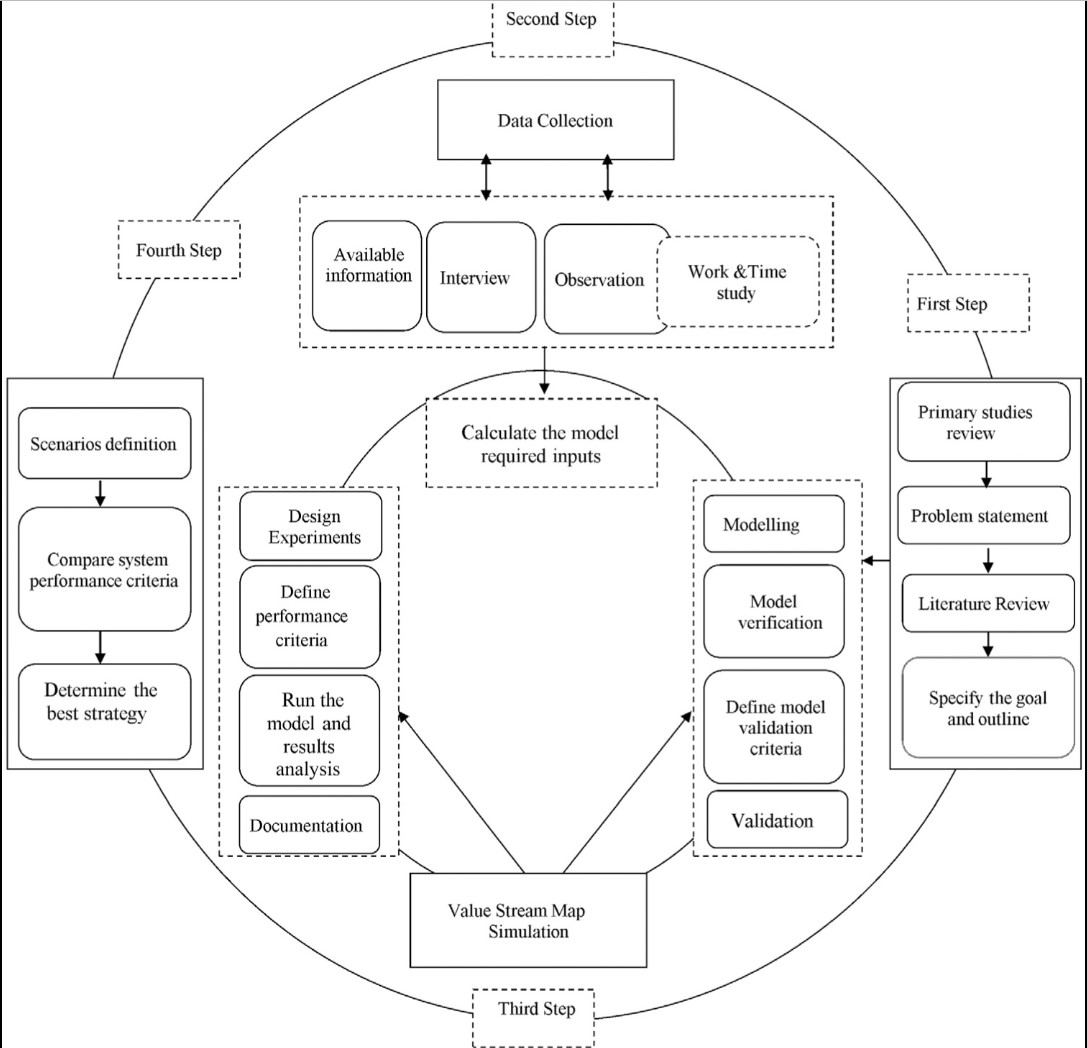 Second Step
Data Collection
Fourth Step
Available
information
Interview
Observation
Work &Time
study
First Step
Calculate the model
required inputs
Scenarios definition
Compare system
performance criteria
Determine the
best strategy
Design
Experiments
Define
performance
criteria
Run the
model and
results
analysis
Documentation
Modelling
Model
verification
Define model
validation
criteria
Validation
Primary studies
review
Problem statement
Literature Review
Specify the goal
and outline
Value Stream Map
Simulation
Third Step